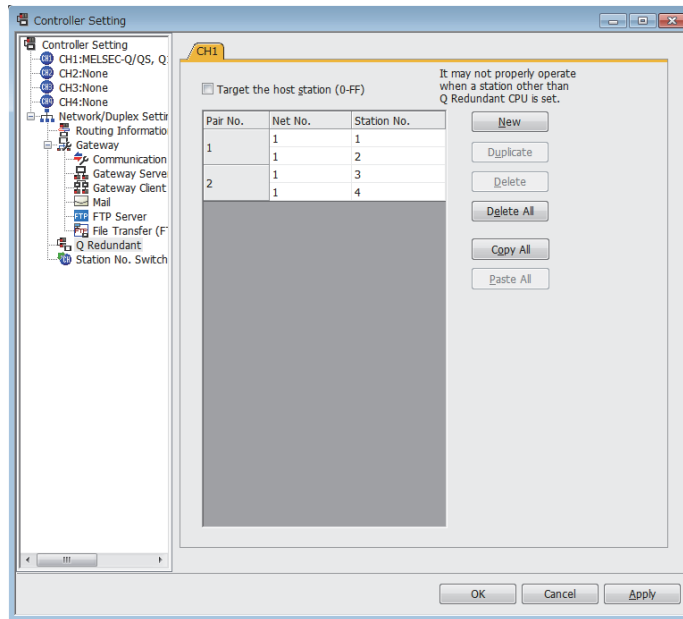 Controller Setting
Controller Setting
CH1:MELSEC-Q/QS, Q
CH2:None
CH3:None
CH4:None
Network/Duplex Settir
Routing Informatio
Gateway
Communication
Gateway Serve
Gateway Client
Mail
FTP Server
File Transfer (F
Q Redundant
Station No. Switch
CH1
Target the host station (0-FF)
It may not properly operate
when a station other than
Q Redundant CPU is set.
Pair No. Net No. Station No.
1 1 1
1 2
2 1 3
1 4
New
Duplicate
Delete
Delete All
Copy All
Paste All
OK Cancel Apply